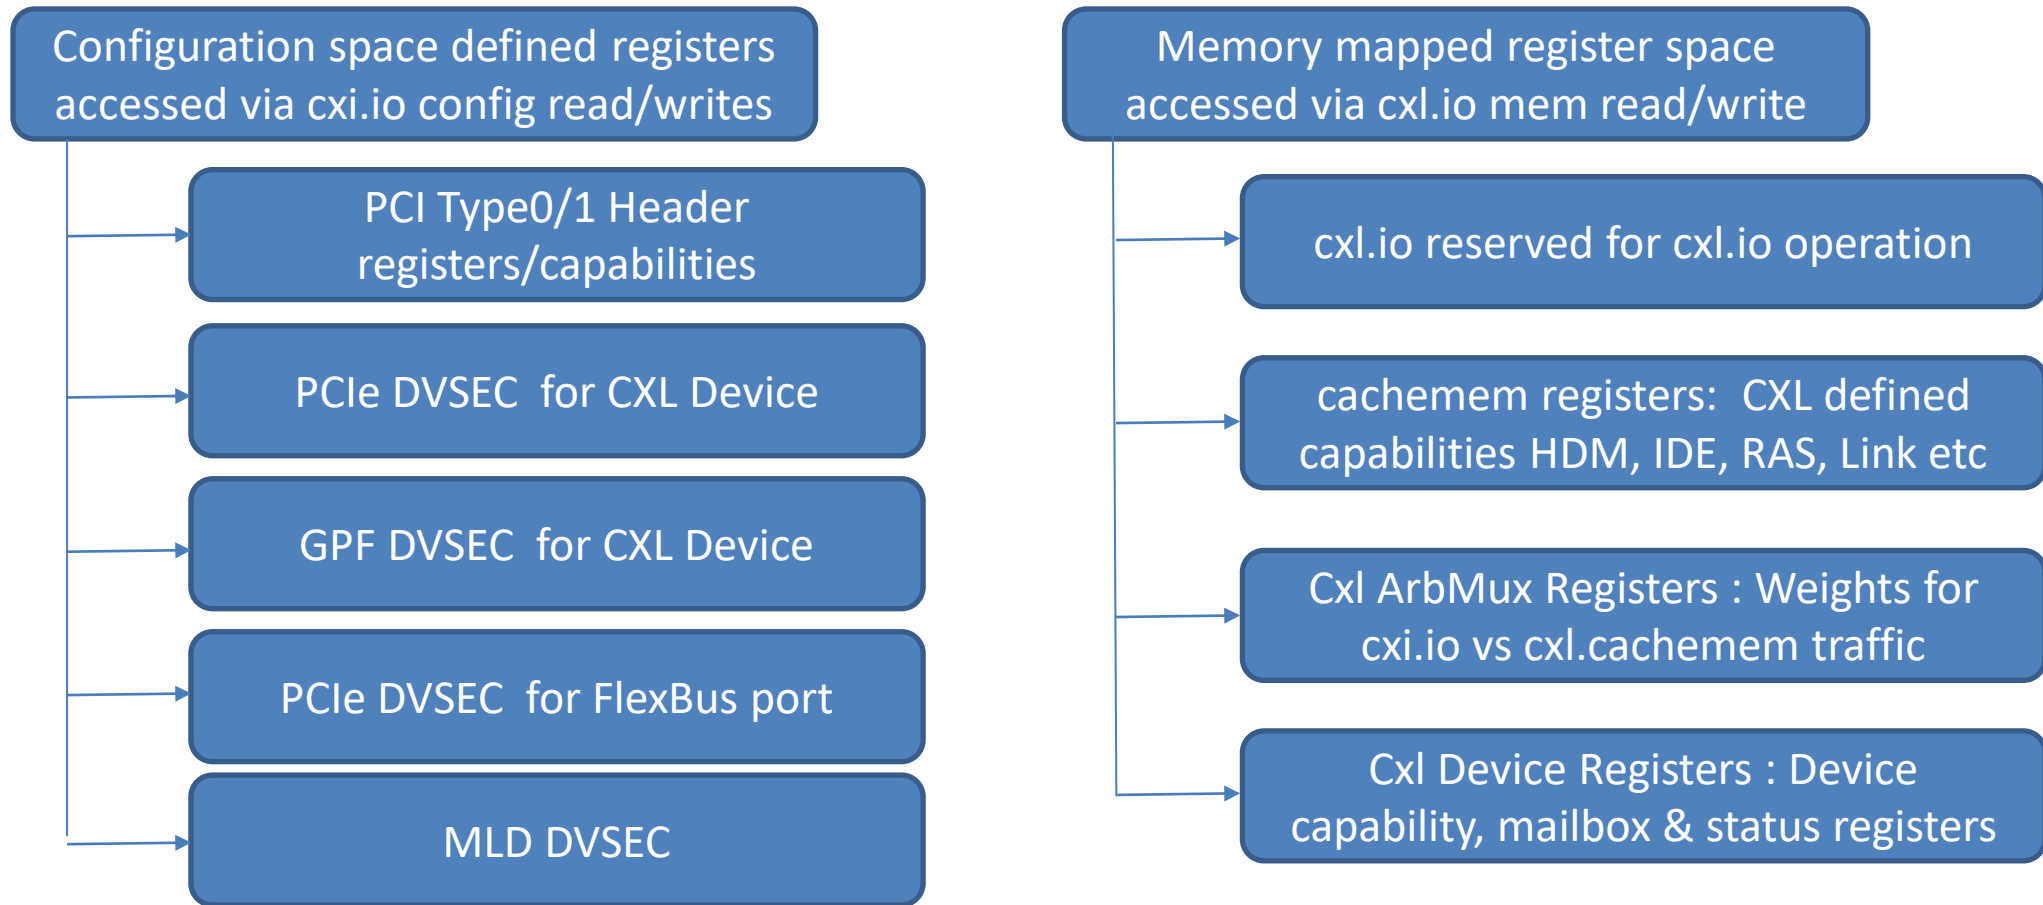 Configuration space defined registers
accessed via cxi.io config read/writes
PCI Type0/1 Header
registers/capabilities
PCIe DVSEC for CXL Device
GPF DVSEC for CXL Device
PCIe DVSEC for FlexBus port
MLD DVSEC
Memory mapped register space
accessed via cxl.io mem read/write
cxl.io reserved for cxl.io operation
cachemem registers: CXL defined
capabilities HDM, IDE, RAS, Link etc
Cxl ArbMux Registers : Weights for
cxi.io vs cxl.cachemem traffic
Cxl Device Registers : Device
capability, mailbox & status registers